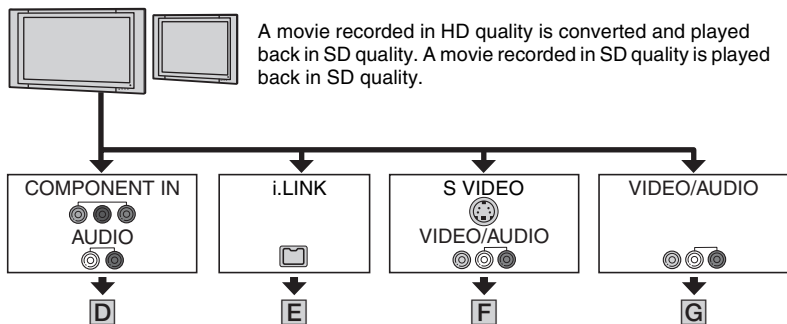 A movie recorded in HD quality is converted and played
back in SD quality. A movie recorded in SD quality is played
back in SD quality.
COMPONENT IN
AUDIO
i.LINK
S VIDEO
VIDEO/AUDIO
VIDEO/AUDIO
D
E
F
G